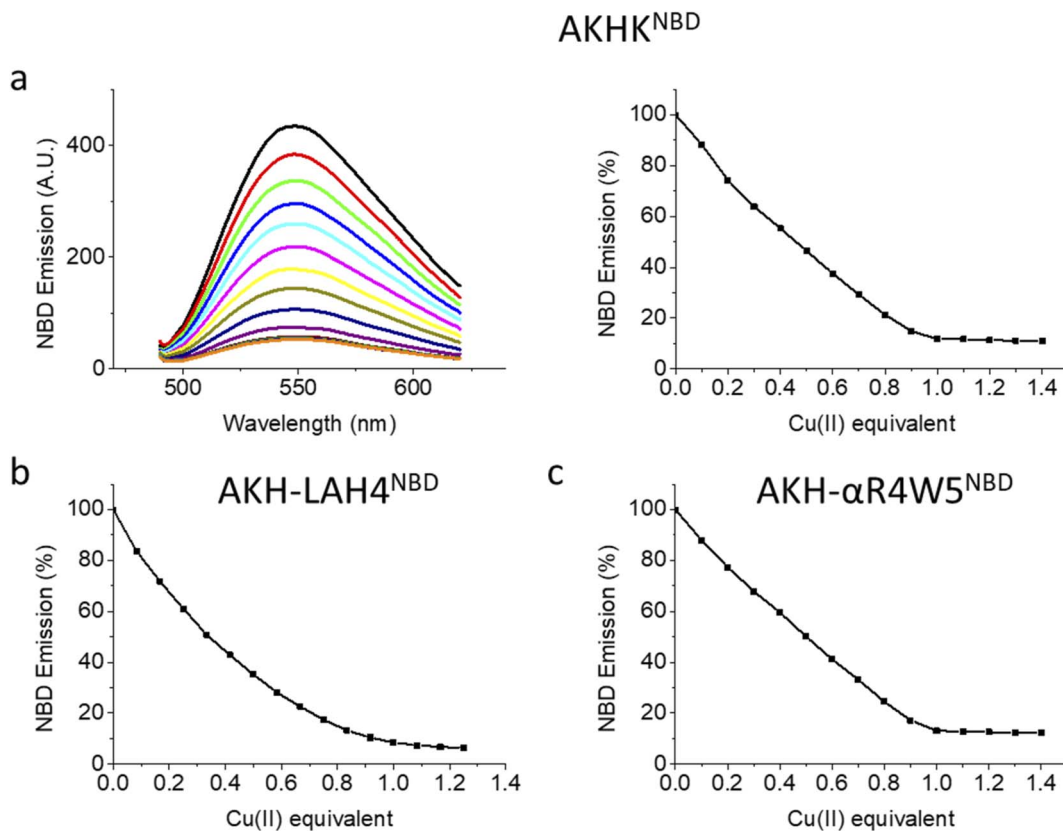 AKHK^NBD
a
NBD Emission (A.U.)
400
200
0
500 550 600
Wavelength (nm)
NBD Emission (%)
100
80
60
40
20
0
0.0 0.2 0.4 0.6 0.8 1.0 1.2 1.4
Cu(II) equivalent
b
AKH-LAH4^NBD
NBD Emission (%)
100
80
60
40
20
0
0.0 0.2 0.4 0.6 0.8 1.0 1.2 1.4
Cu(II) equivalent
c
AKH-αR4W5^NBD
NBD Emission (%)
100
80
60
40
20
0
0.0 0.2 0.4 0.6 0.8 1.0 1.2 1.4
Cu(II) equivalent